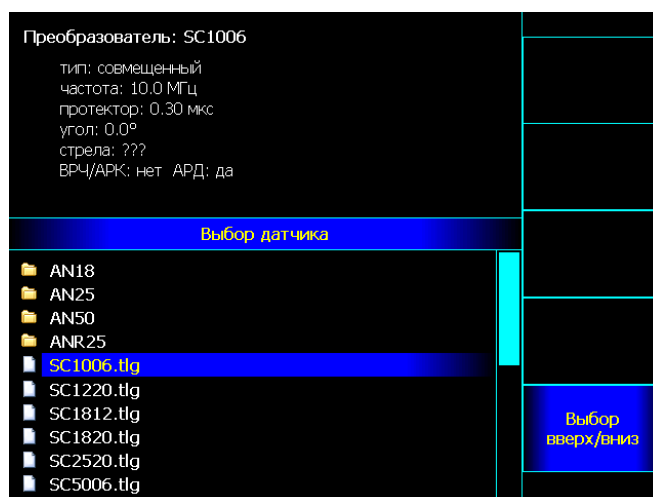 Преобразователь: SC1006
тип: совмещенный
частота: 10.0 МГц
протектор: 0.30 мкс
угол: 0.0°
стрела: ???
ВРЧ/АРК: нет АРД: да
Выбор датчика
AN18
AN25
AN50
ANR25
SC1006.tlg
SC1220.tlg
SC1812.tlg
SC1820.tlg
SC2520.tlg
SC5006.tlg
Выбор
вверх/вниз